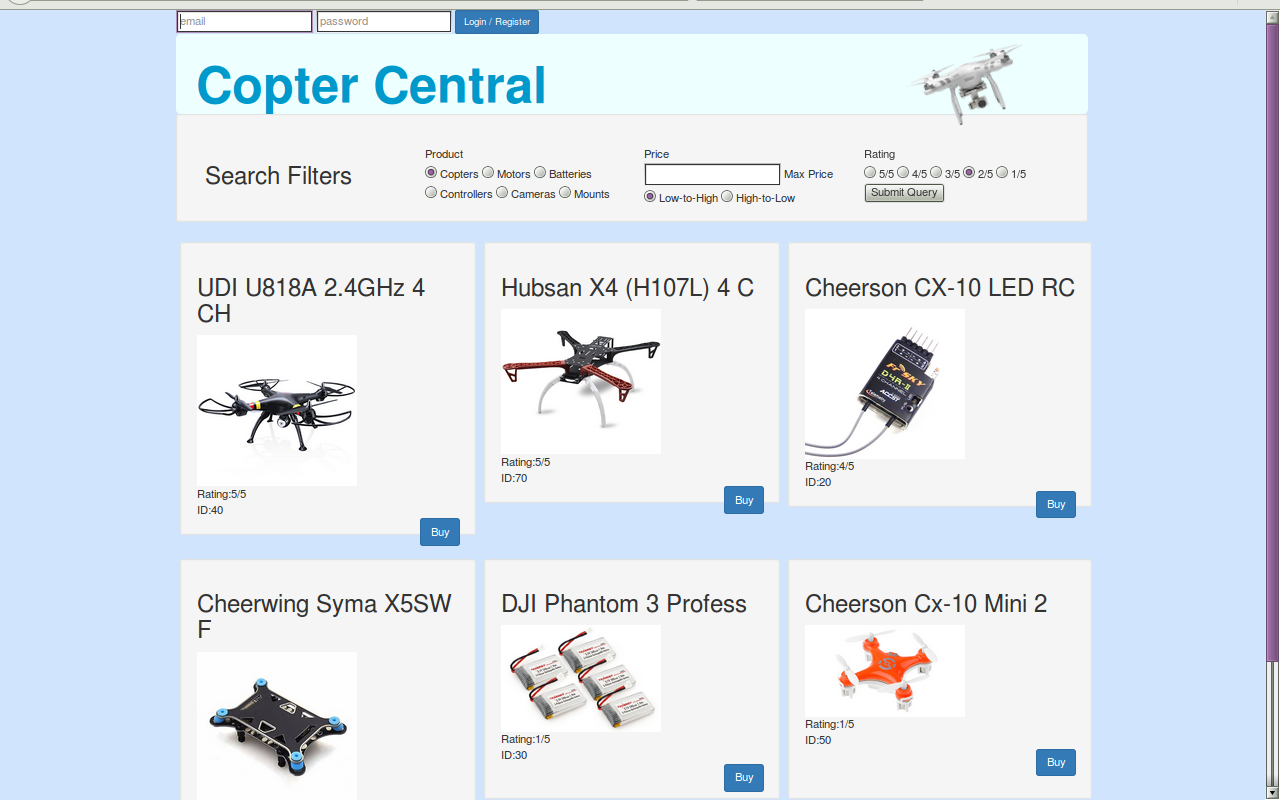 email password Login / Register
Copter Central
Search Filters
Product
Copters Motors Batteries
Controllers Cameras Mounts
Price
Max Price
Low-to-High High-to-Low
Rating
5/5 4/5 3/5 2/5 1/5
Submit Query
UDI U818A 2.4GHz 4
CH
Rating:5/5
ID:40
Buy
Hubsan X4 (H107L) 4 C
Rating:5/5
ID:70
Buy
Cheerson CX-10 LED RC
FrSKY
D4R-II
Rating:4/5
ID:20
Buy
Cheerwing Syma X5SW
F
DJI Phantom 3 Profess
Rating:1/5
ID:30
Buy
Cheerson Cx-10 Mini 2
Rating:1/5
ID:50
Buy